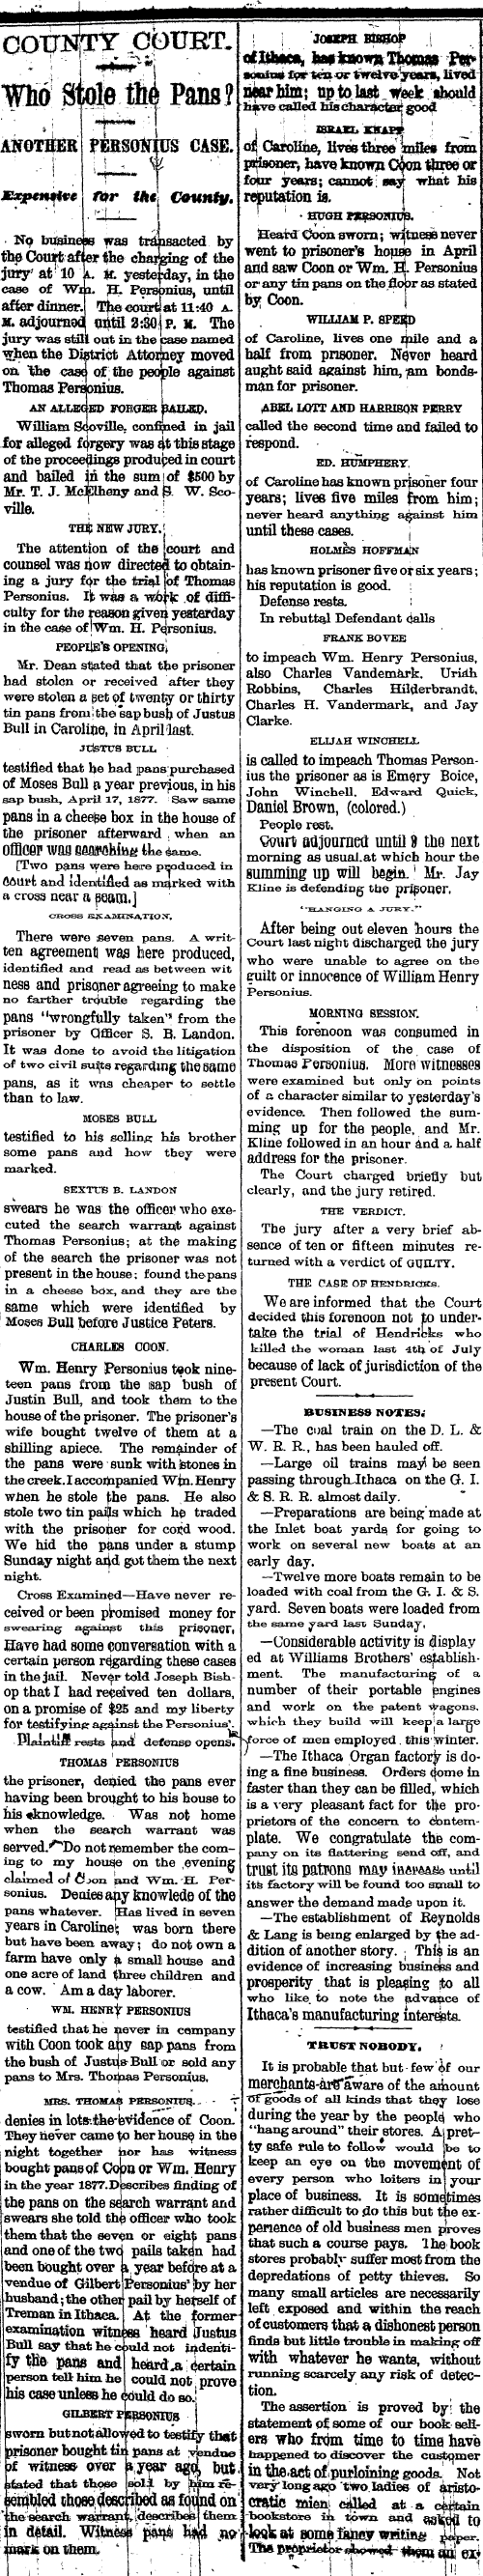 COUNTY COURT.
Who Stole the Pans?
ANOTHER PERSONIUS CASE.
Expensive for the County.
No business was transacted by
the Court after the charging of the
jury at 10 A. M. yesterday, in the
case of Wm. H. Personius, until
after dinner. The court at 11:40 A.
M. adjourned until 2:30 P. M. The
jury was still out in the case named
when the District Attorney moved
on the case of the people against
Thomas Personius.
AN ALLEGED FORGER BAILED.
William Scoville, confined in jail
for alleged forgery was at this stage
of the proceedings produced in court
and bailed in the sum of $500 by
Mr. T. J. McElheny and S. W. Sco-
ville.
THE NEW JURY.
The attention of the court and
counsel was now directed to obtain-
ing a jury for the trial of Thomas
Personius. It was a work of diffi-
culty for the reason given yesterday
in the case of Wm. H. Personius.
PEOPLE'S OPENING.
Mr. Dean stated that the prisoner
had stolen or received after they
were stolen a set of twenty or thirty
tin pans from the sap bush of Justus
Bull in Caroline, in April last.
JUSTUS BULL
testified that he had pans purchased
of Moses Bull a year previous, in his
sap bush, April 17, 1877. Saw same
pans in a cheese box in the house of
the prisoner afterward, when an
officer was searching the same.
[Two pans were here produced in
court and identified as marked with
a cross near a seam.]
CROSS EXAMINATION.
There were seven pans. A writ-
ten agreement was here produced,
identified and read as between wit
ness and prisoner agreeing to make
no farther trouble regarding the
pans "wrongfully taken" from the
prisoner by Officer S. B. Landon.
It was done to avoid the litigation
of two civil suits regarding the same
pans, as it was cheaper to settle
than to law.
MOSES BULL
testified to his selling his brother
some pans and how they were
marked.
SEXTUS B. LANDON
swears he was the officer who exe-
cuted the search warrant against
Thomas Personius; at the making
of the search the prisoner was not
present in the house; found the pans
in a cheese box, and they are the
same which were identified by
Moses Bull before Justice Peters.
CHARLES COON.
Wm. Henry Personius took nine-
teen pans from the sap bush of
Justin Bull, and took them to the
house of the prisoner. The prisoner's
wife bought twelve of them at a
shilling apiece. The remainder of
the pans were sunk with stones in
the creek. I accompanied Wm. Henry
when he stole the pans. He also
stole two tin pails which he traded
with the prisoner for cord wood.
We hid the pans under a stump
Sunday night and got them the next
night.
Cross Examined—Have never re-
ceived or been promised money for
swearing against this prisoner.
Have had some conversation with a
certain person regarding these cases
in the jail. Never told Joseph Bish-
op that I had received ten dollars,
on a promise of $25 and my liberty
for testifying against the Personius'.
Plaintiff rests and defense opens.
THOMAS PERSONIUS
the prisoner, denied the pans ever
having been brought to his house to
his knowledge. Was not home
when the search warrant was
served. Do not remember the com-
ing to my house on the evening
claimed of Coon and Wm. H. Per-
sonius. Denies any knowlede of the
pans whatever. Has lived in seven
years in Caroline; was born there
but have been away; do not own a
farm have only a small house and
one acre of land three children and
a cow. Am a day laborer.
WM. HENRY PERSONIUS
testified that he never in company
with Coon took any sap pans from
the bush of Justus Bull or sold any
pans to Mrs. Thomas Personius.
MRS. THOMAS PERSONIUS
denies in lots the evidence of Coon.
They never came to her house in the
night together nor has witness
bought pans of Coon or Wm. Henry
in the year 1877. Describes finding of
the pans on the search warrant and
swears she told the officer who took
them that the seven or eight pans
and one of the two pails taken had
been bought over a year before at a
vendue of Gilbert Personius' by her
husband; the other pail by herself of
Treman in Ithaca. At the former
examination witness heard Justus
Bull say that he could not indenti-
fy the pans and heard a certain
person tell him he could not prove
his case unless he could do so.
GILBERT PERSONIUS
sworn but not allowed to testify that
prisoner bought tin pans at vendue
of witness over a year ago, but
stated that those sold by him re-
sembled those described as found on
the search warrant, describes them
in detail. Witness pans had no
mark on them.
JOSEPH BISHOP
of Ithaca, has known Thomas Per-
sonius for ten or twelve years, lived
near him; up to last week should
have called his character good
ISRAEL KNAPP
of Caroline, lives three miles from
prisoner, have known Coon three or
four years; cannot say what his
reputation is.
HUGH PERSONIUS.
Heard Coon sworn; witness never
went to prisoner's house in April
and saw Coon or Wm. H. Personius
or any tin pans on the floor as stated
by Coon.
WILLIAM P. SPEED
of Caroline, lives one mile and a
half from prisoner. Never heard
aught said against him, am bonds-
man for prisoner.
ABEL LOTT AND HARRISON PERRY
called the second time and failed to
respond.
ED. HUMPHERY
of Caroline has known prisoner four
years; lives five miles from him;
never heard anything against him
until these cases.
HOLMES HOFFMAN
has known prisoner five or six years;
his reputation is good.
Defense rests.
In rebuttal Defendant calls
FRANK BOVEE
to impeach Wm. Henry Personius,
also Charles Vandemark, Uriah
Robbins, Charles Hilderbrandt,
Charles H. Vandermark, and Jay
Clarke.
ELIJAH WINCHELL
is called to impeach Thomas Person-
ius the prisoner as is Emery Boice,
John Winchell, Edward Quick,
Daniel Brown, (colored.)
People rest.
Court adjourned until 9 the next
morning as usual, at which hour the
summing up will begin. Mr. Jay
Kline is defending the prisoner.
"HANGING A JURY."
After being out eleven hours the
Court last night discharged the jury
who were unable to agree on the
guilt or innocence of William Henry
Personius.
MORNING SESSION.
This forenoon was consumed in
the disposition of the case of
Thomas Personius. More witnesses
were examined but only on points
of a character similar to yesterday's
evidence. Then followed the sum-
ming up for the people, and Mr.
Kline followed in an hour and a half
address for the prisoner.
The Court charged briefly but
clearly, and the jury retired.
THE VERDICT.
The jury after a very brief ab-
sence of ten or fifteen minutes re-
turned with a verdict of GUILTY.
THE CASE OF HENDRICKS.
We are informed that the Court
decided this forenoon not to under-
take the trial of Hendricks who
killed the woman last 4th of July
because of lack of jurisdiction of the
present Court.
BUSINESS NOTES.
—The coal train on the D. L. &
W. R. R., has been hauled off.
—Large oil trains may be seen
passing through Ithaca on the G. I.
& S. R. R. almost daily.
—Preparations are being made at
the Inlet boat yards for going to
work on several new boats at an
early day.
—Twelve more boats remain to be
loaded with coal from the G. I. & S.
yard. Seven boats were loaded from
the same yard last Sunday.
—Considerable activity is display
ed at Williams Brothers' establish-
ment. The manufacturing of a
number of their portable engines
and work on the patent wagons,
which they build will keep a large
force of men employed this winter.
—The Ithaca Organ factory is do-
ing a fine business. Orders come in
faster than they can be filled, which
is a very pleasant fact for the pro-
prietors of the concern to contem-
plate. We congratulate the com-
pany on its flattering send off, and
trust its patrons may increase until
its factory will be found too small to
answer the demand made upon it.
—The establishment of Reynolds
& Lang is being enlarged by the ad-
dition of another story. This is an
evidence of increasing business and
prosperity that is pleasing to all
who like to note the advance of
Ithaca's manufacturing interests.
TRUST NOBODY.
It is probable that but few of our
merchants are aware of the amount
of goods of all kinds that they lose
during the year by the people who
"hang around" their stores. A pret-
ty safe rule to follow would be to
keep an eye on the movement of
every person who loiters in your
place of business. It is sometimes
rather difficult to do this but the ex-
perience of old business men proves
that such a course pays. The book
stores probably suffer most from the
depredations of petty thieves. So
many small articles are necessarily
left exposed and within the reach
of customers that a dishonest person
finds but little trouble in making off
with whatever he wants, without
running scarcely any risk of detec-
tion.
The assertion is proved by the
statement of some of our book sell-
ers who from time to time have
happened to discover the customer
in the act of purloining goods. Not
very long ago two ladies of aristo-
cratic mien called at a certain
bookstore in town and asked to
look at some fancy writing paper.
The proprietor showed them an ex-